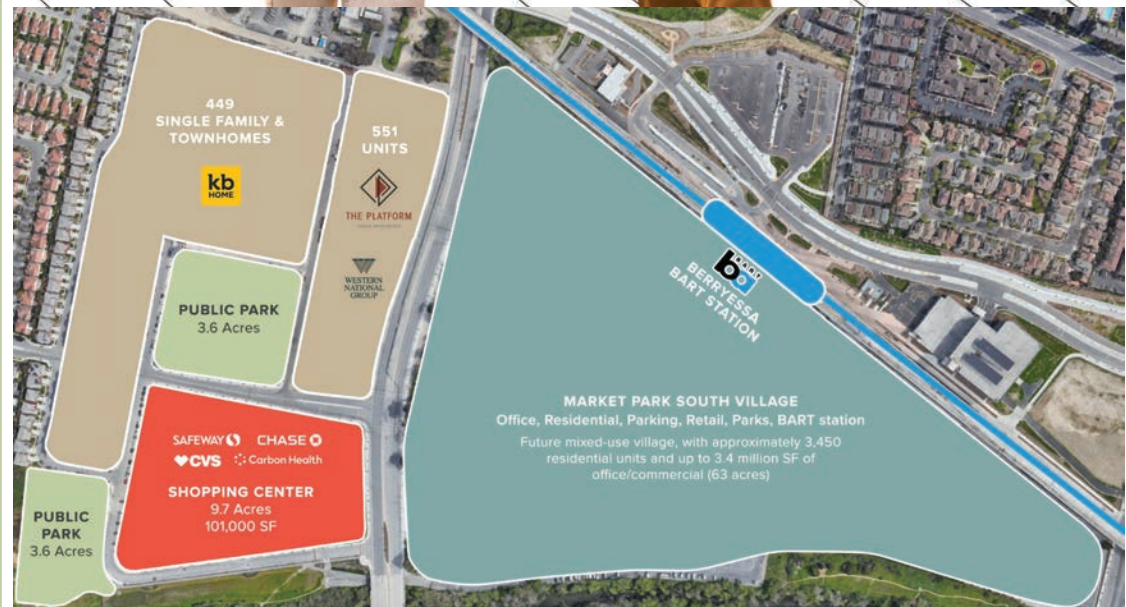 449
SINGLE FAMILY &
TOWNHOMES
kb
HOME
551
UNITS
THE PLATFORM
WESTERN
NATIONAL
GROUP
PUBLIC PARK
3.6 Acres
SAFEWAY CHASE
CVS Carbon Health
SHOPPING CENTER
9.7 Acres
101,000 SF
PUBLIC
PARK
3.6 Acres
BART
BERRYESSA
BART STATION
MARKET PARK SOUTH VILLAGE
Office, Residential, Parking, Retail, Parks, BART station
Future mixed-use village, with approximately 3,450
residential units and up to 3.4 million SF of
office/commercial (63 acres)